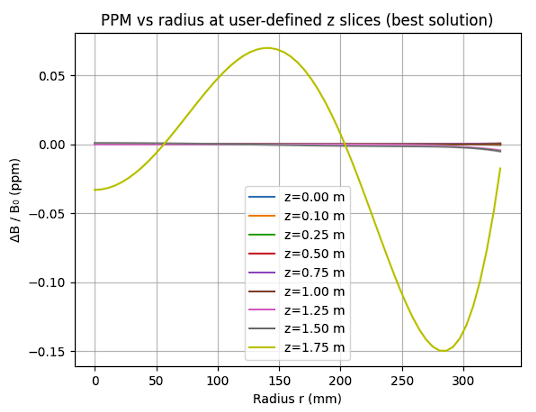 PPM vs radius at user-defined z slices (best solution)
ΔB / B₀ (ppm)
0.05
0.00
−0.05
−0.10
−0.15
z=0.00 m
z=0.10 m
z=0.25 m
z=0.50 m
z=0.75 m
z=1.00 m
z=1.25 m
z=1.50 m
z=1.75 m
0
50
100
150
200
250
300
Radius r (mm)